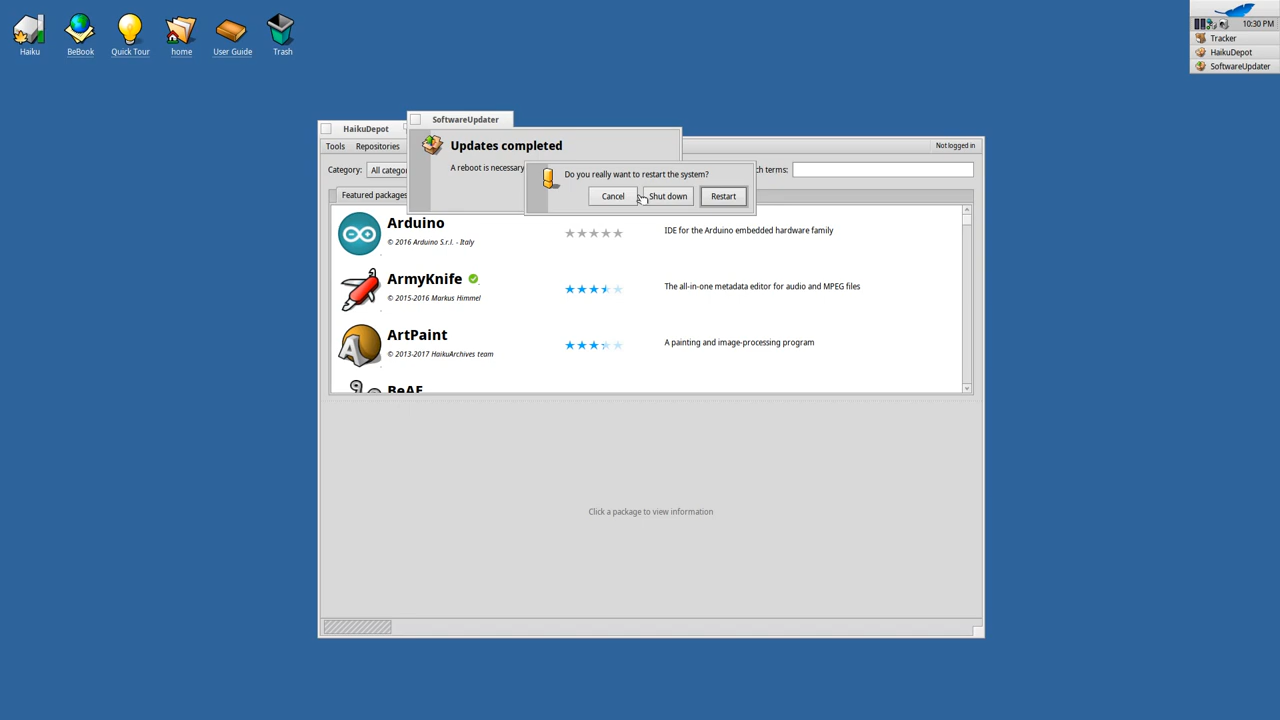 Haiku
BeBook
Quick Tour
home
User Guide
Trash
10:30 PM
Tracker
HaikuDepot
SoftwareUpdater
SoftwareUpdater
HaikuDepot
Updates completed
Tools Repositories
Not logged in
A reboot is necessary
Do you really want to restart the system?
Category: All catego
terms:
Cancel Shut down Restart
Featured packages
Arduino
© 2016 Arduino S.r.l. - Italy
IDE for the Arduino embedded hardware family
ArmyKnife
© 2015-2016 Markus Himmel
The all-in-one metadata editor for audio and MPEG files
ArtPaint
© 2013-2017 HaikuArchives team
A painting and image-processing program
Click a package to view information